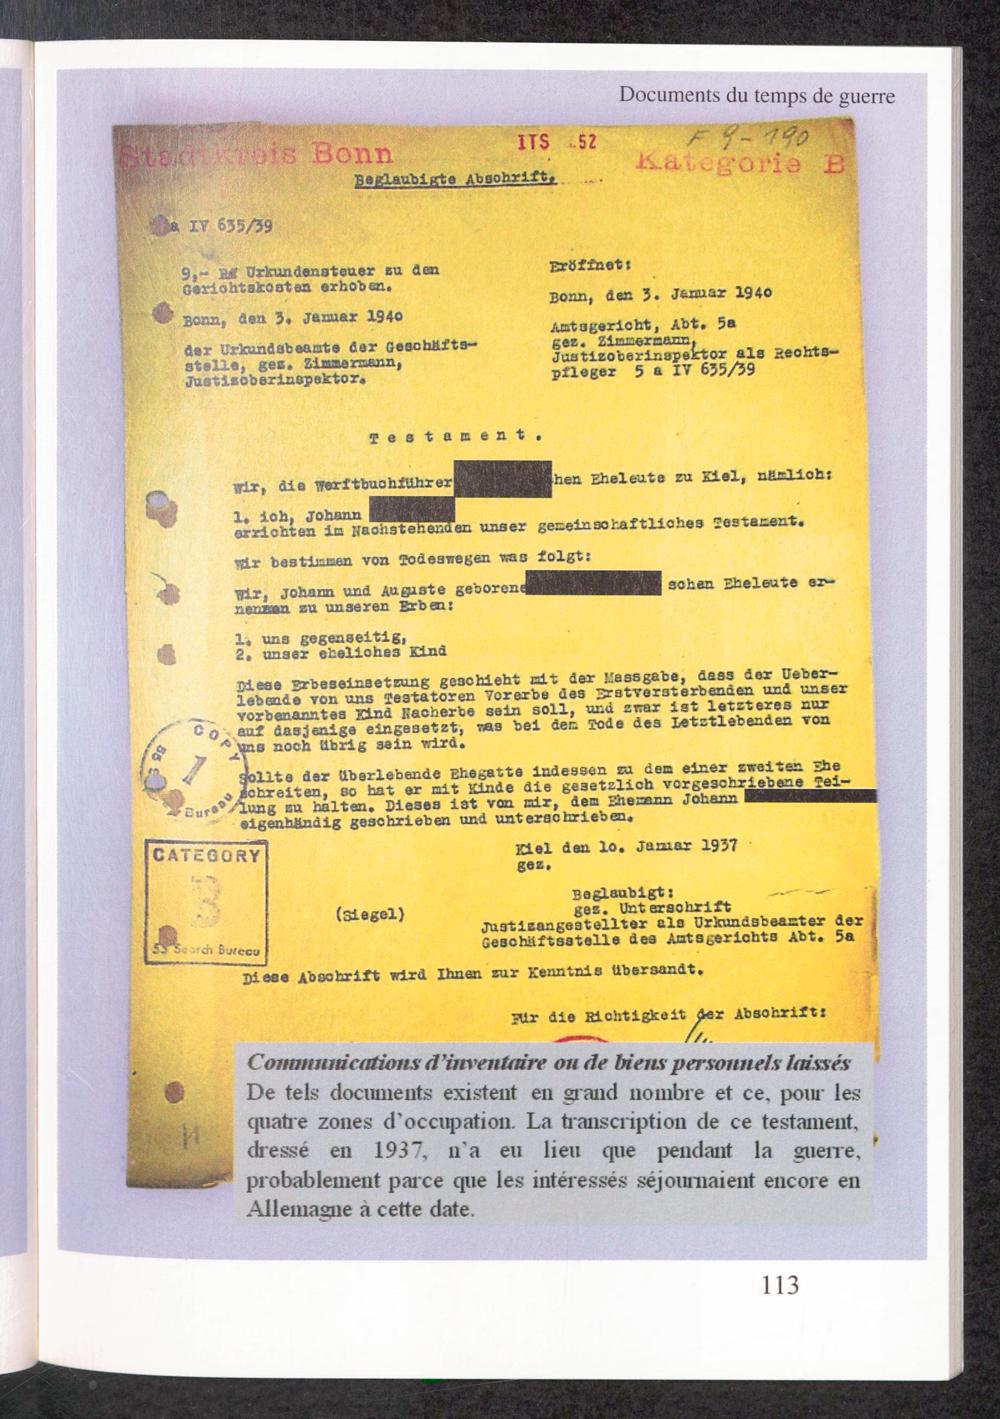 Documents du temps de guerre
Stadtkreis Bonn
ITS .52
F 9-190
Kategorie B
Beglaubigte Abschrift.
a IV 635/39
9,- RM Urkundensteuer zu den
Gerichtskosten erhoben.
Bonn, den 3. Januar 1940
der Urkundsbeamte der Geschäfts-
stelle, gez. Zimmermann,
Justizoberinspektor.
Eröffnet:
Bonn, den 3. Januar 1940
Amtsgericht, Abt. 5a
gez. Zimmermann,
Justizoberinspektor als Rechts-
pfleger 5 a IV 635/39
Testament.
Wir, die Werftbuchführer hen Eheleute zu Kiel, nämlich:
1. ich, Johann
errichten im Nachstehenden unser gemeinschaftliches Testament.
Wir bestimmen von Todeswegen was folgt:
Wir, Johann und Auguste geborene schen Eheleute er-
nennen zu unseren Erben:
1. uns gegenseitig,
2. unser eheliches Kind
Diese Erbeseinsetzung geschieht mit der Massgabe, dass der Ueber-
lebende von uns Testatoren Vorerbe des Erstversterbenden und unser
vorbenanntes Kind Nacherbe sein soll, und zwar ist letzteres nur
auf dasjenige eingesetzt, was bei dem Tode des Letztlebenden von
uns noch übrig sein wird.
Sollte der überlebende Ehegatte indessen zu dem einer zweiten Ehe
schreiten, so hat er mit Kinde die gesetzlich vorgeschriebene Tei-
lung zu halten. Dieses ist von mir, dem Ehemann Johann
eigenhändig geschrieben und unterschrieben.
COPY
1
Bureau
Kiel den 10. Januar 1937
gez.
CATEGORY
B
53 Search Bureau
(Siegel)
Beglaubigt:
gez. Unterschrift
Justizangestellter als Urkundsbeamter der
Geschäftsstelle des Amtsgerichts Abt. 5a
Diese Abschrift wird Ihnen zur Kenntnis übersandt.
Für die Richtigkeit der Abschrift:
Communications d'inventaire ou de biens personnels laissés
De tels documents existent en grand nombre et ce, pour les
quatre zones d'occupation. La transcription de ce testament,
dressé en 1937, n'a eu lieu que pendant la guerre,
probablement parce que les intéressés séjournaient encore en
Allemagne à cette date.
113